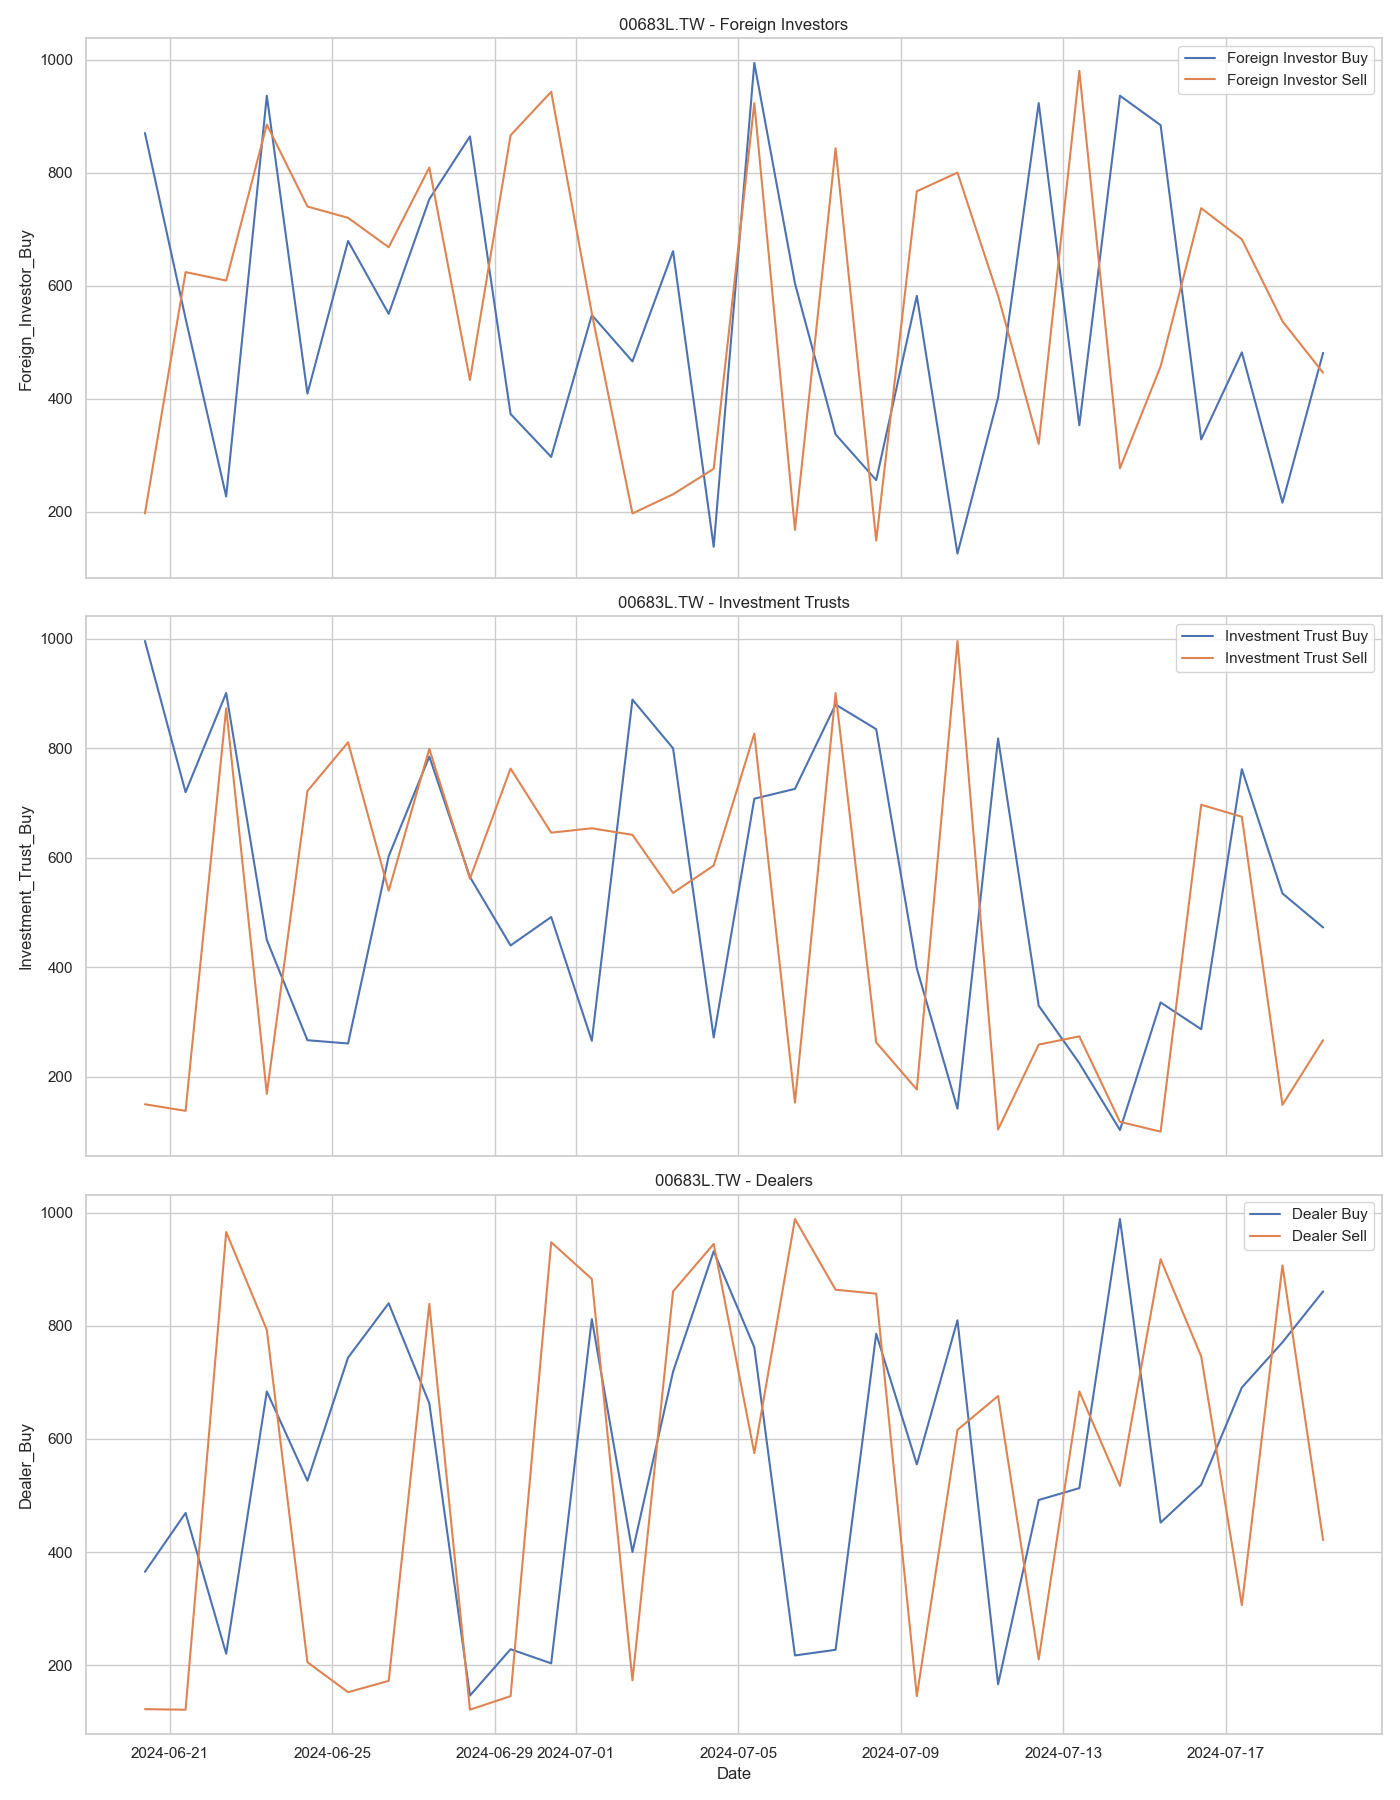 00683L.TW - Foreign Investors
Foreign_Investor_Buy
1000
800
600
400
200
Foreign Investor Buy
Foreign Investor Sell
00683L.TW - Investment Trusts
Investment_Trust_Buy
1000
800
600
400
200
Investment Trust Buy
Investment Trust Sell
00683L.TW - Dealers
Dealer_Buy
1000
800
600
400
200
Dealer Buy
Dealer Sell
2024-06-21 2024-06-25 2024-06-29 2024-07-01 2024-07-05 2024-07-09 2024-07-13 2024-07-17
Date